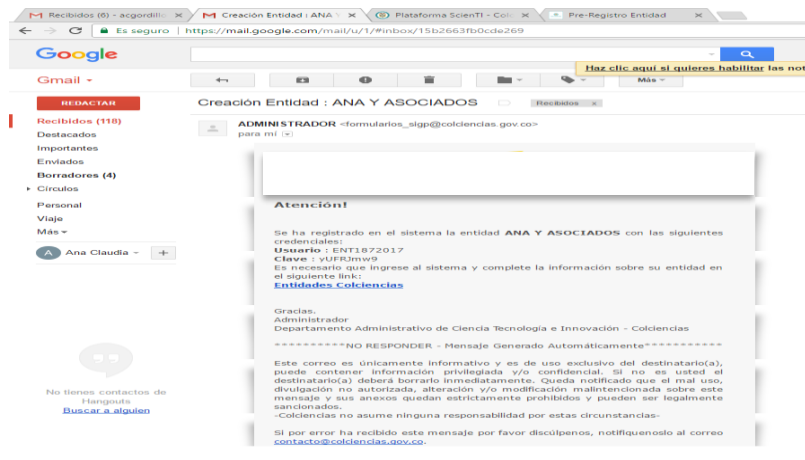 Recibidos (6) - acgordillo
Creación Entidad : ANA Y
Plataforma ScienTI - Col
Pre-Registro Entidad
Es seguro | https://mail.google.com/mail/u/1/#inbox/15b2663fb0cde269
Google
Haz clic aquí si quieres habilitar las not
Gmail
Más
REDACTAR
Creación Entidad : ANA Y ASOCIADOS
Recibidos x
Recibidos (118)
Destacados
Importantes
Enviados
Borradores (4)
Círculos
Personal
Viaje
Más
A Ana Claudia
No tienes contactos de
Hangouts
Buscar a alguien
ADMINISTRADOR <formularios_sigp@colciencias.gov.co>
para mí
Atención!
Se ha registrado en el sistema la entidad ANA Y ASOCIADOS con las siguientes
credenciales:
Usuario : ENT1872017
Clave : yUFRJmw9
Es necesario que ingrese al sistema y complete la información sobre su entidad en
el siguiente link:
Entidades Colciencias
Gracias.
Administrador
Departamento Administrativo de Ciencia Tecnología e Innovación - Colciencias
**********NO RESPONDER - Mensaje Generado Automáticamente***********
Este correo es únicamente informativo y es de uso exclusivo del destinatario(a),
puede contener información privilegiada y/o confidencial. Si no es usted el
destinatario(a) deberá borrarlo inmediatamente. Queda notificado que el mal uso,
divulgación no autorizada, alteración y/o modificación malintencionada sobre este
mensaje y sus anexos quedan estrictamente prohibidos y pueden ser legalmente
sancionados.
-Colciencias no asume ninguna responsabilidad por estas circunstancias-
Si por error ha recibido este mensaje por favor discúlpenos, notifíquenoslo al correo
contacto@colciencias.gov.co.